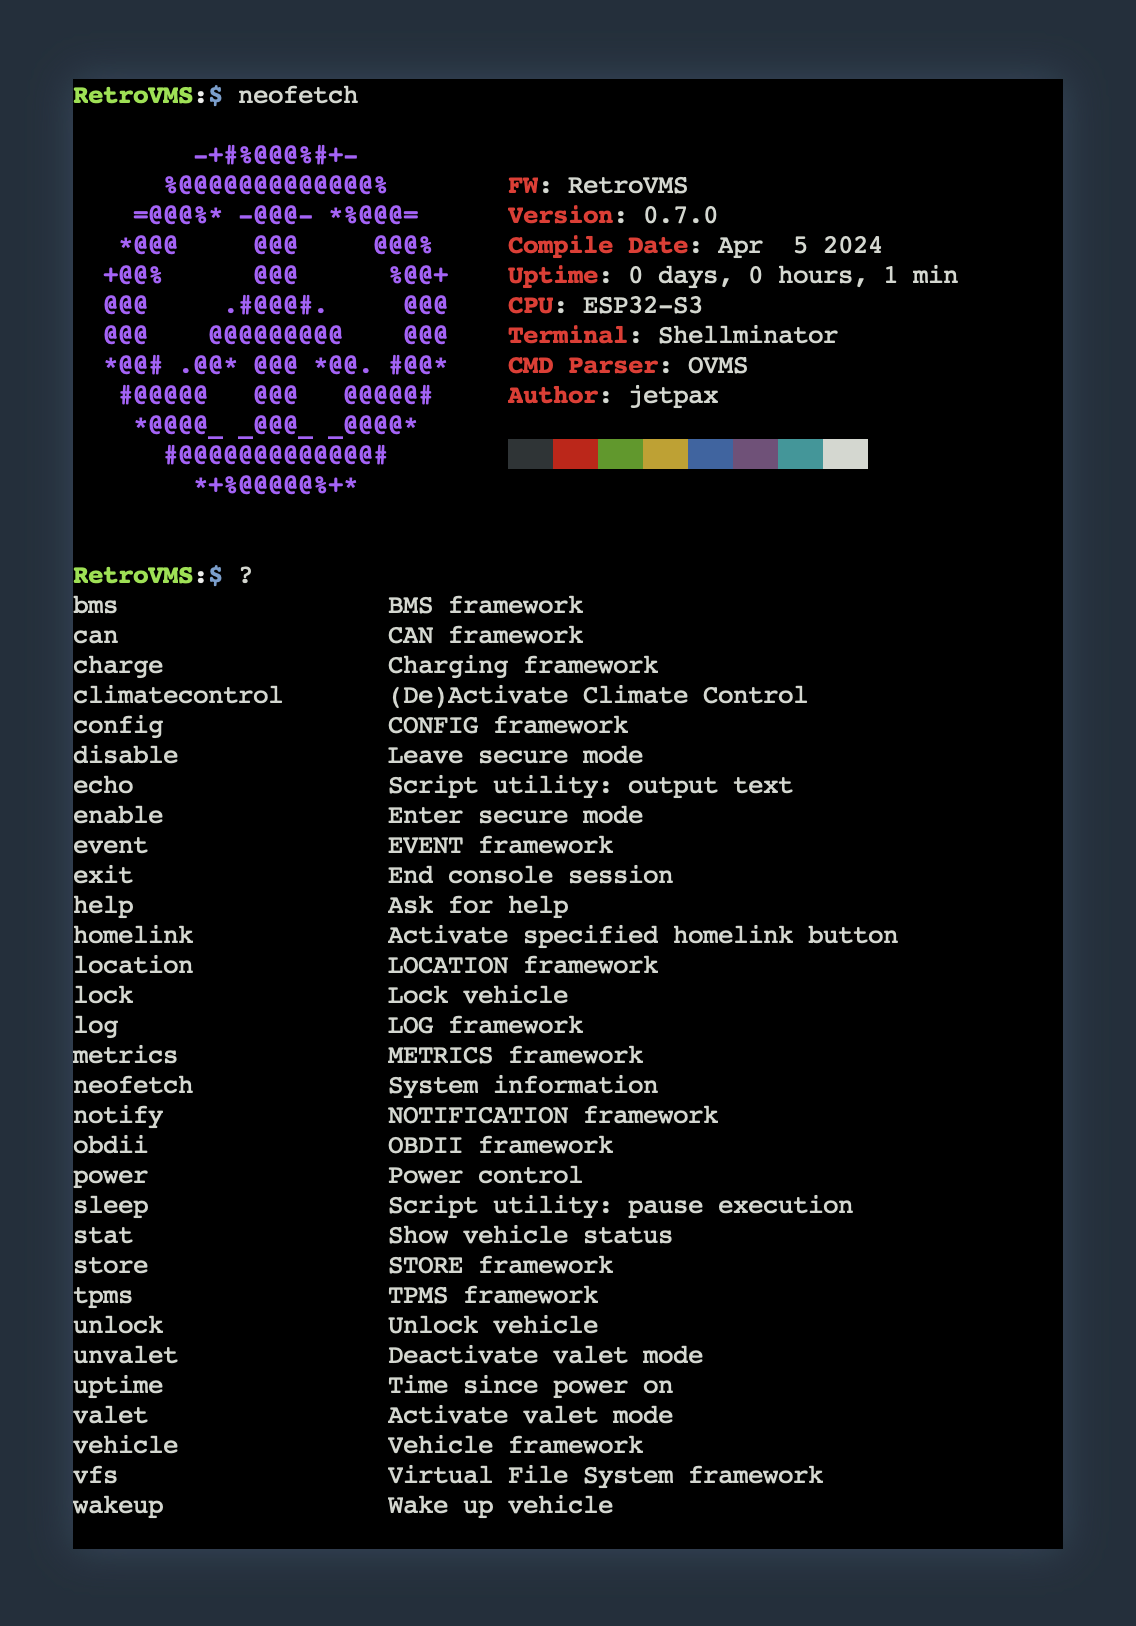 RetroVMS:$ neofetch
-+#%@@@%#+-
%@@@@@@@@@@@@@%
FW: RetroVMS
=@@@%* -@@@- *%@@@=
Version: 0.7.0
*@@@     @@@     @@@%
Compile Date: Apr  5 2024
+@@%      @@@      %@@+
Uptime: 0 days, 0 hours, 1 min
@@@     .#@@@#.     @@@
CPU: ESP32-S3
@@@    @@@@@@@@@    @@@
Terminal: Shellminator
*@@# .@@* @@@ *@@. #@@*
CMD Parser: OVMS
#@@@@@   @@@   @@@@@#
Author: jetpax
*@@@@_ _@@@_ _@@@@*
#@@@@@@@@@@@@@#
*+%@@@@@%+*
RetroVMS:$ ?
bms                  BMS framework
can                  CAN framework
charge               Charging framework
climatecontrol       (De)Activate Climate Control
config               CONFIG framework
disable              Leave secure mode
echo                 Script utility: output text
enable               Enter secure mode
event                EVENT framework
exit                 End console session
help                 Ask for help
homelink             Activate specified homelink button
location             LOCATION framework
lock                 Lock vehicle
log                  LOG framework
metrics              METRICS framework
neofetch             System information
notify               NOTIFICATION framework
obdii                OBDII framework
power                Power control
sleep                Script utility: pause execution
stat                 Show vehicle status
store                STORE framework
tpms                 TPMS framework
unlock               Unlock vehicle
unvalet              Deactivate valet mode
uptime               Time since power on
valet                Activate valet mode
vehicle              Vehicle framework
vfs                  Virtual File System framework
wakeup               Wake up vehicle